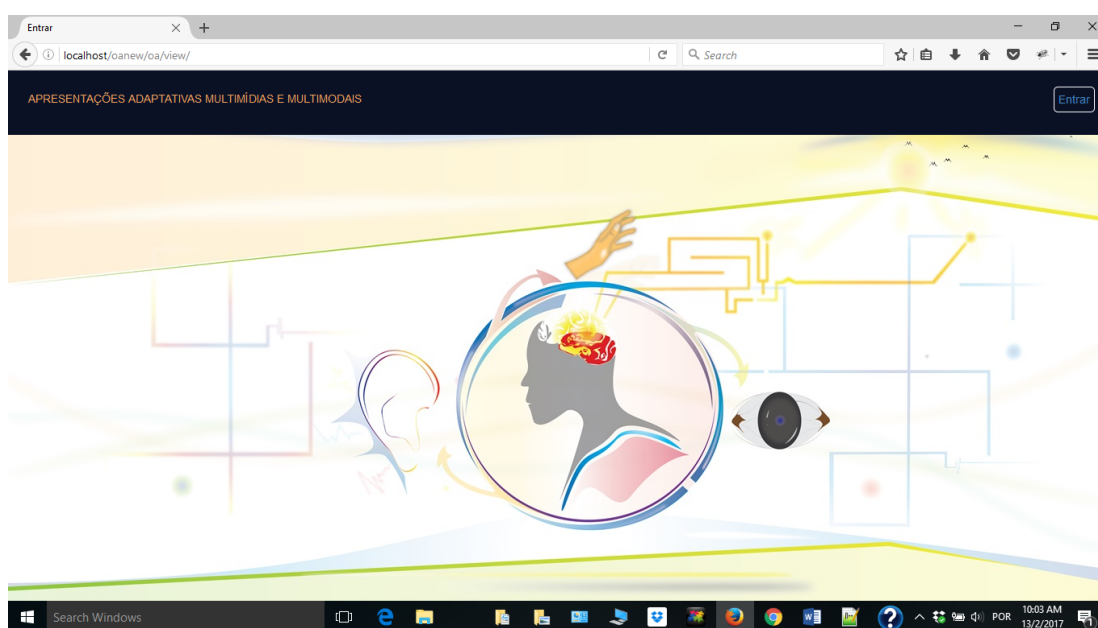 Entrar
localhost/oanew/oa/view/
Search
APRESENTAÇÕES ADAPTATIVAS MULTIMÍDIAS E MULTIMODAIS
Entrar
Search Windows
POR
10:03 AM
13/2/2017